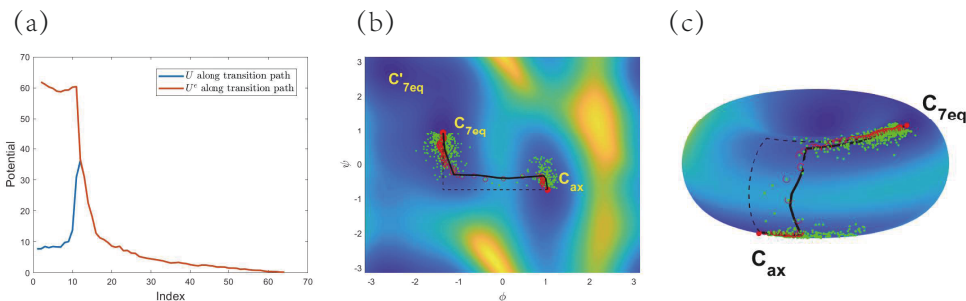 (a)
(b)
(c)
70
60
50
40
30
20
10
0
Potential
U along transition path
U^c along transition path
0 10 20 30 40 50 60 70
Index
3
2
1
0
-1
-2
-3
ψ
C'7eq
C7eq
Cax
-3 -2 -1 0 1 2 3
ϕ
C7eq
Cax